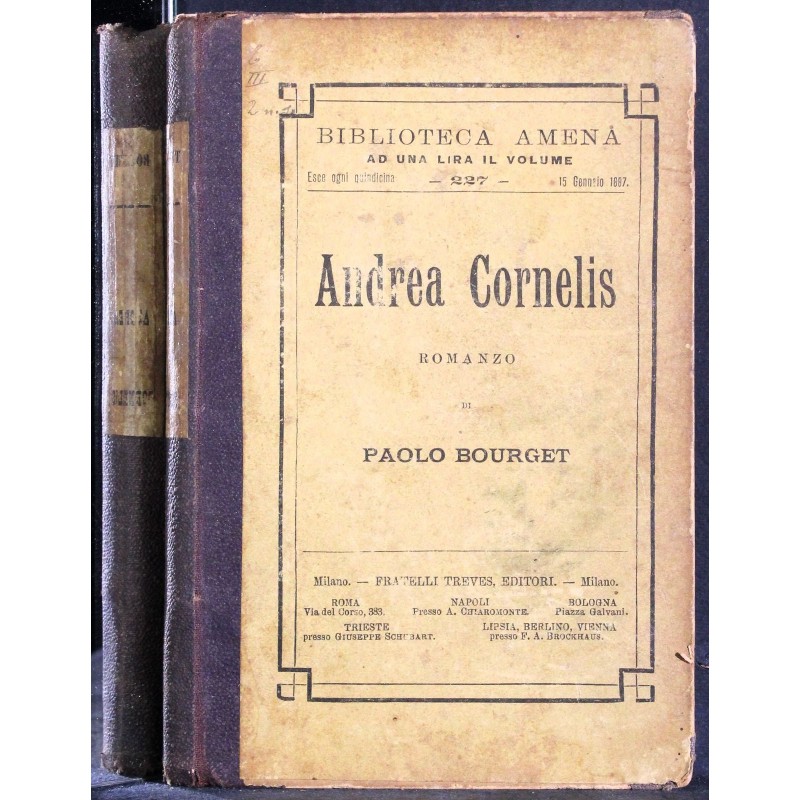 BIBLIOTECA AMENA
AD UNA LIRA IL VOLUME
Esce ogni quindicina – 227 – 15 Gennaio 1887.
Andrea Cornelis
ROMANZO
DI
PAOLO BOURGET
Milano. — FRATELLI TREVES, EDITORI. — Milano.
ROMA NAPOLI BOLOGNA
Via del Corso, 383. Presso A. CHIAROMONTE. Piazza Galvani.
TRIESTE LIPSIA, BERLINO, VIENNA
presso GIUSEPPE SCHUBART. presso F. A. BROCKHAUS.